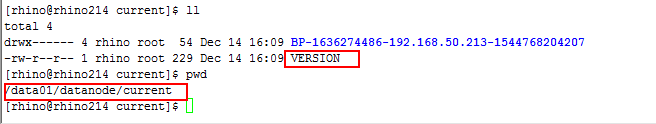 [rhino@rhino214 current]$ ll
total 4
drwx------ 4 rhino root  54 Dec 14 16:09 BP-1636274486-192.168.50.213-1544768204207
-rw-r--r-- 1 rhino root 229 Dec 14 16:09 VERSION
[rhino@rhino214 current]$ pwd
/data01/datanode/current
[rhino@rhino214 current]$